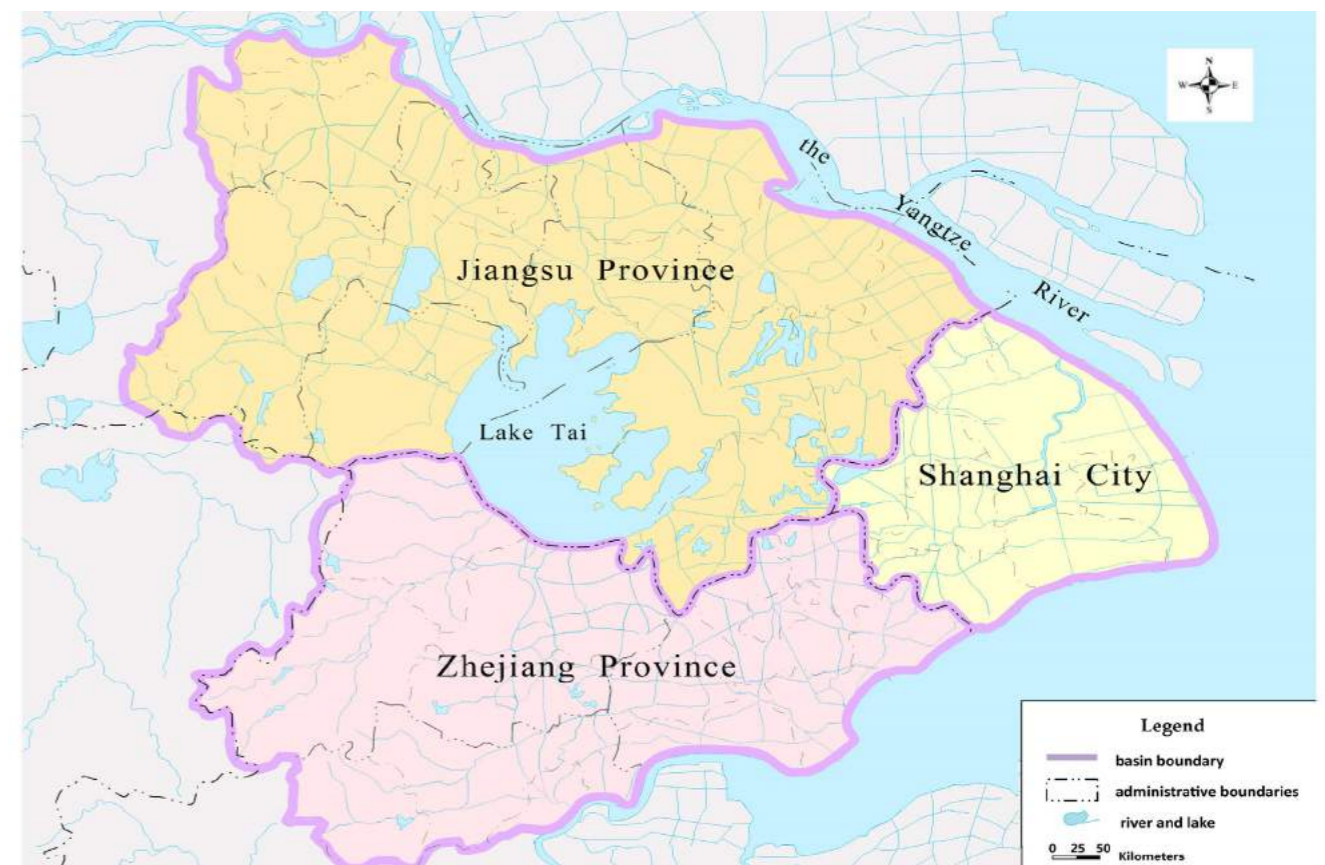 N
W E
S
the
Yangtze
River
Jiangsu Province
Lake Tai
Shanghai City
Zhejiang Province
Legend
basin boundary
administrative boundaries
river and lake
0 25 50
Kilometers